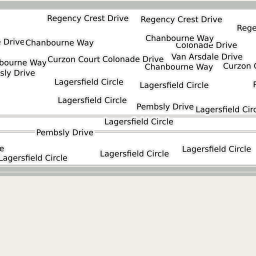 Regency Crest Drive
Regency Crest Drive
Rege
Drive
Chanbourne Way
Chanbourne Way
Colonade Drive
bourne Way
Curzon Court
Colonade Drive
Van Arsdale Drive
Chanbourne Way
Curzon C
sly Drive
Lagersfield Circle
Lagersfield Circle
Lagersfield Circle
Pembsly Drive
Lagersfield Circ
Lagersfield Circle
Pembsly Drive
Lagersfield Circle
Lagersfield Circle
Lagersfield Circle